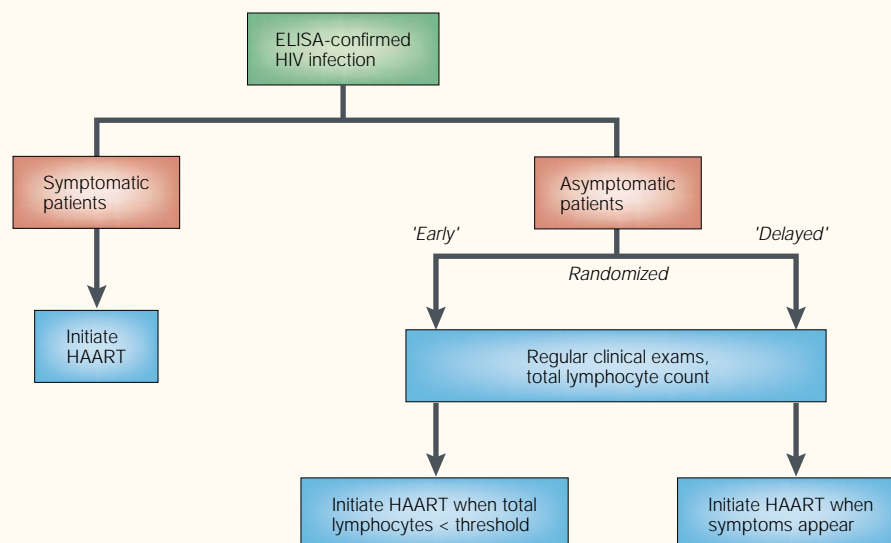 ELISA-confirmed
HIV infection
Symptomatic
patients
Asymptomatic
patients
'Early'
'Delayed'
Randomized
Initiate
HAART
Regular clinical exams,
total lymphocyte count
Initiate HAART when total
lymphocytes < threshold
Initiate HAART when
symptoms appear